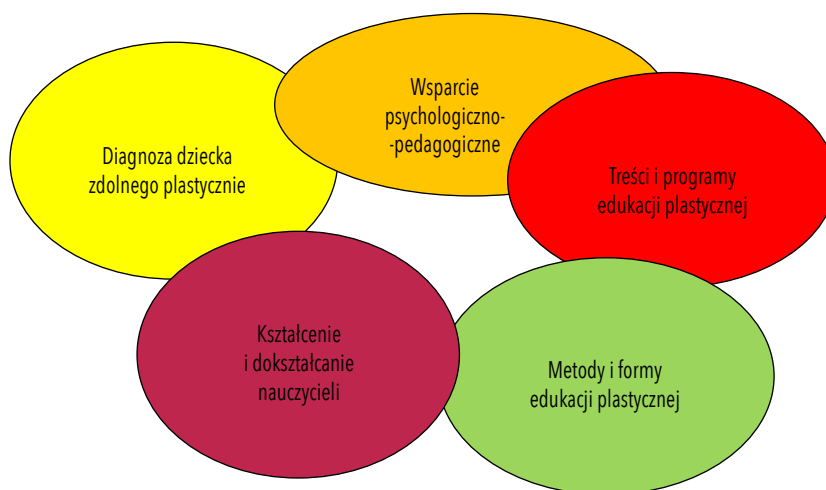 Wsparcie
psychologiczno-
-pedagogiczne
Diagnoza dziecka
zdolnego plastycznie
Treści i programy
edukacji plastycznej
Kształcenie
i dokształcanie
nauczycieli
Metody i formy
edukacji plastycznej